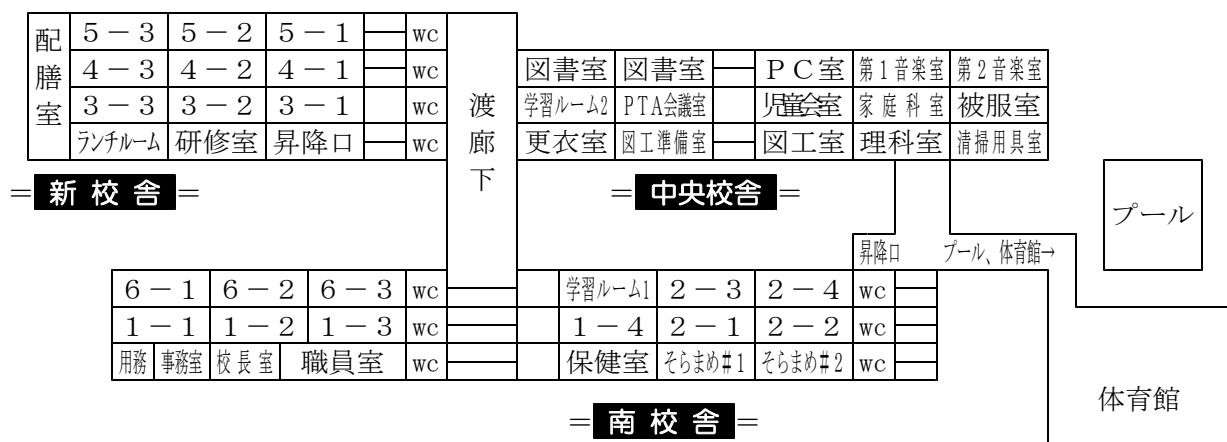 配膳室 5－3 5－2 5－1 wc
4－3 4－2 4－1 wc
3－3 3－2 3－1 wc
ランチルーム 研修室 昇降口 wc
＝新校舎＝
渡廊下
図書室 図書室 ＰＣ室 第1音楽室 第2音楽室
学習ルーム2 PTA会議室 児童会室 家庭科室 被服室
更衣室 図工準備室 図工室 理科室 清掃用具室
＝中央校舎＝
プール
昇降口 プール、体育館→
6－1 6－2 6－3 wc 学習ルーム1 2－3 2－4 wc
1－1 1－2 1－3 wc 1－4 2－1 2－2 wc
用務 事務室 校長室 職員室 wc 保健室 そらまめ#1 そらまめ#2 wc
＝南校舎＝
体育館